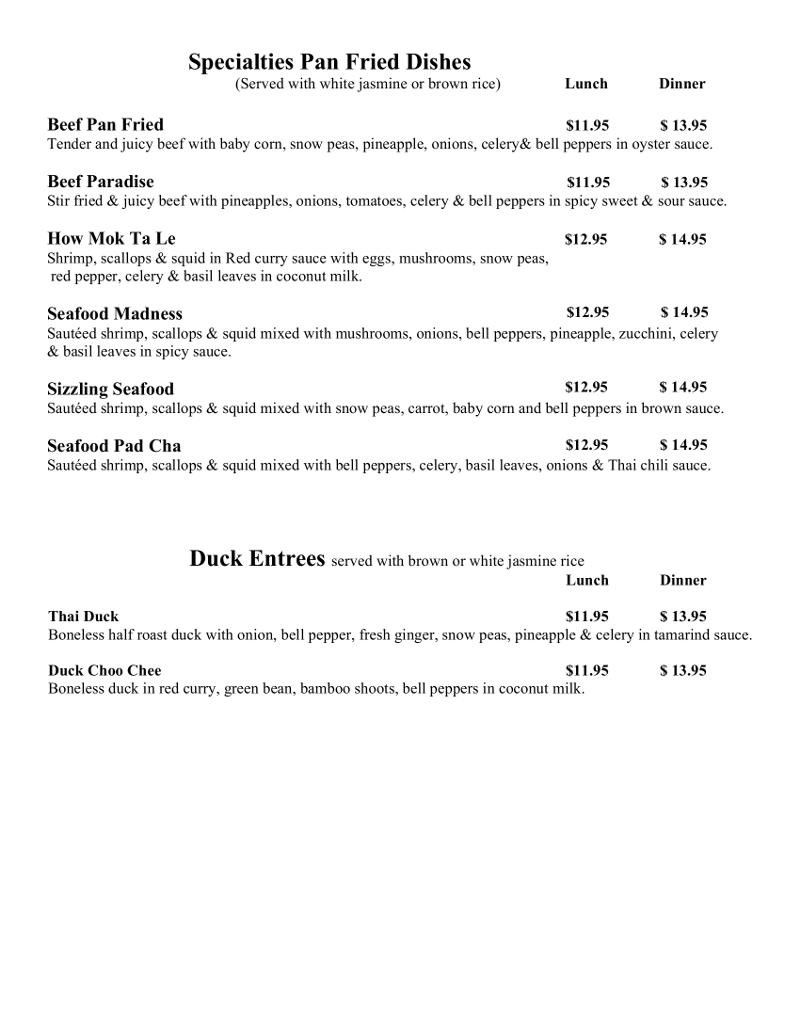 Specialties Pan Fried Dishes
(Served with white jasmine or brown rice) Lunch Dinner
Beef Pan Fried $11.95 $ 13.95
Tender and juicy beef with baby corn, snow peas, pineapple, onions, celery& bell peppers in oyster sauce.
Beef Paradise $11.95 $ 13.95
Stir fried & juicy beef with pineapples, onions, tomatoes, celery & bell peppers in spicy sweet & sour sauce.
How Mok Ta Le $12.95 $ 14.95
Shrimp, scallops & squid in Red curry sauce with eggs, mushrooms, snow peas,
red pepper, celery & basil leaves in coconut milk.
Seafood Madness $12.95 $ 14.95
Sautéed shrimp, scallops & squid mixed with mushrooms, onions, bell peppers, pineapple, zucchini, celery
& basil leaves in spicy sauce.
Sizzling Seafood $12.95 $ 14.95
Sautéed shrimp, scallops & squid mixed with snow peas, carrot, baby corn and bell peppers in brown sauce.
Seafood Pad Cha $12.95 $ 14.95
Sautéed shrimp, scallops & squid mixed with bell peppers, celery, basil leaves, onions & Thai chili sauce.
Duck Entrees served with brown or white jasmine rice
Lunch Dinner
Thai Duck $11.95 $ 13.95
Boneless half roast duck with onion, bell pepper, fresh ginger, snow peas, pineapple & celery in tamarind sauce.
Duck Choo Chee $11.95 $ 13.95
Boneless duck in red curry, green bean, bamboo shoots, bell peppers in coconut milk.